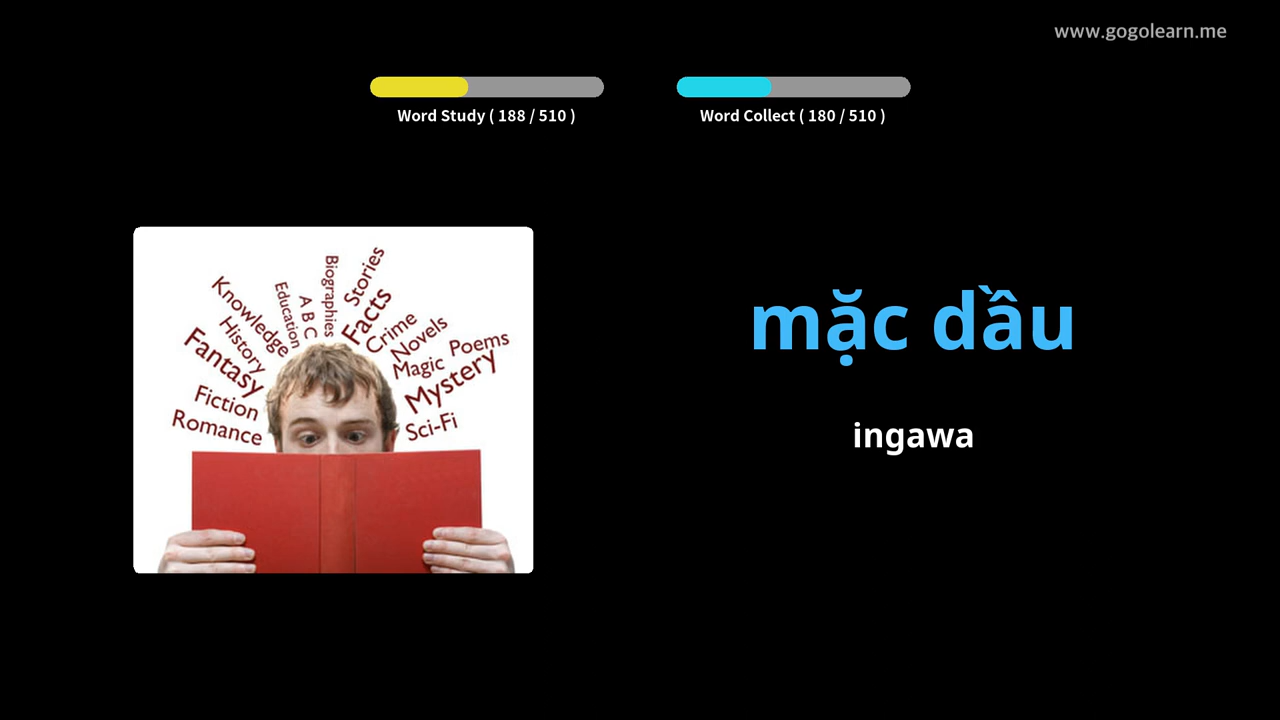 www.gogolearn.me
Word Study ( 188 / 510 )
Word Collect ( 180 / 510 )
Knowledge
History
Fantasy
Fiction
Romance
Education
A B C
Biographies
Stories
Facts
Crime
Novels
Magic
Poems
Mystery
Sci-Fi
mặc dầu
ingawa